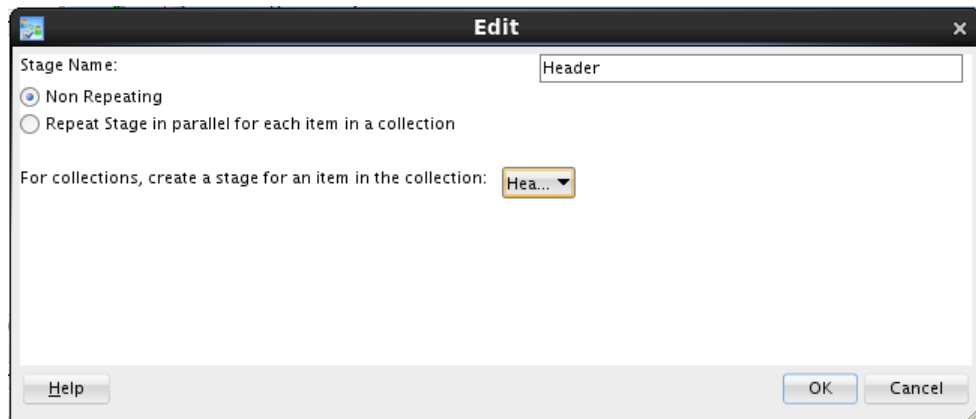 Edit
Stage Name: Header
Non Repeating
Repeat Stage in parallel for each item in a collection
For collections, create a stage for an item in the collection: Hea...
Help OK Cancel